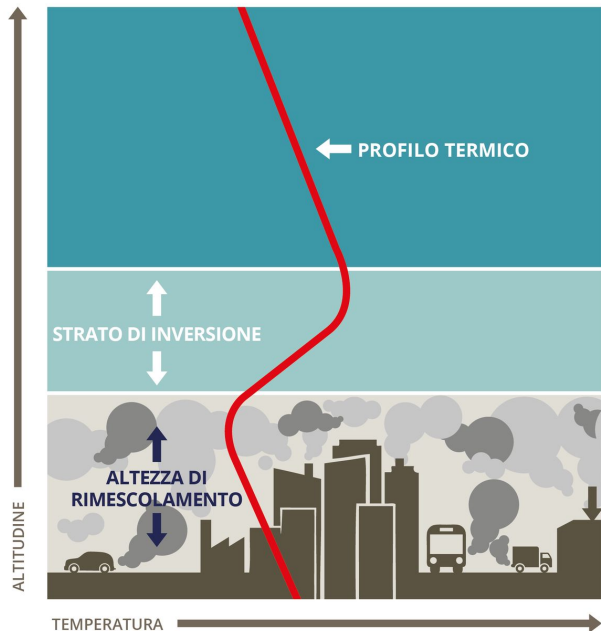 PROFILO TERMICO
STRATO DI INVERSIONE
ALTEZZA DI
RIMESCOLAMENTO
ALTITUDINE
TEMPERATURA